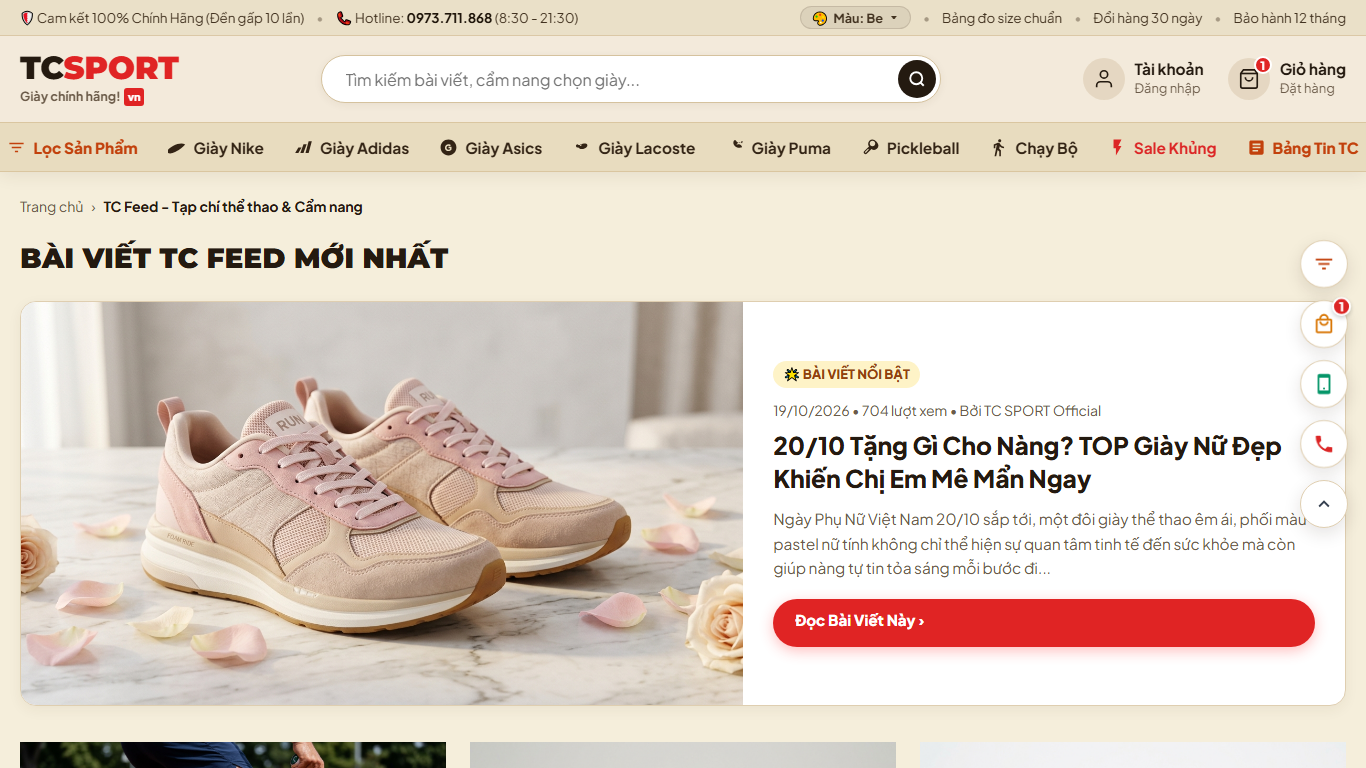 Cam kết 100% Chính Hãng (Đền gấp 10 lần) • Hotline: 0973.711.868 (8:30 - 21:30)
Màu: Be • Bảng đo size chuẩn • Đổi hàng 30 ngày • Bảo hành 12 tháng
TCSPORT
Giày chính hãng! vn
Tìm kiếm bài viết, cẩm nang chọn giày...
Tài khoản
Đăng nhập
1
Giỏ hàng
Đặt hàng
Lọc Sản Phẩm Giày Nike Giày Adidas Giày Asics Giày Lacoste Giày Puma Pickleball Chạy Bộ Sale Khủng Bảng Tin TC
Trang chủ › TC Feed – Tạp chí thể thao & Cẩm nang
BÀI VIẾT TC FEED MỚI NHẤT
1
RUN
RUN
FOAM RIDE
BÀI VIẾT NỔI BẬT
19/10/2026 • 704 lượt xem • Bởi TC SPORT Official
20/10 Tặng Gì Cho Nàng? TOP Giày Nữ Đẹp
Khiến Chị Em Mê Mẩn Ngay
Ngày Phụ Nữ Việt Nam 20/10 sắp tới, một đôi giày thể thao êm ái, phối màu
pastel nữ tính không chỉ thể hiện sự quan tâm tinh tế đến sức khỏe mà còn
giúp nàng tự tin tỏa sáng mỗi bước đi...
Đọc Bài Viết Này ›